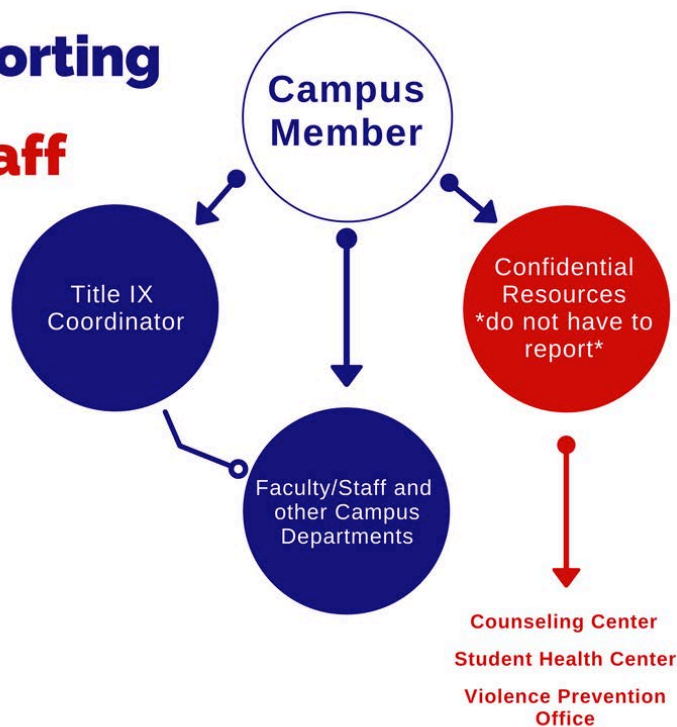 orting
aff
Campus
Member
Title IX
Coordinator
Confidential
Resources
*do not have to
report*
Faculty/Staff and
other Campus
Departments
Counseling Center
Student Health Center
Violence Prevention
Office